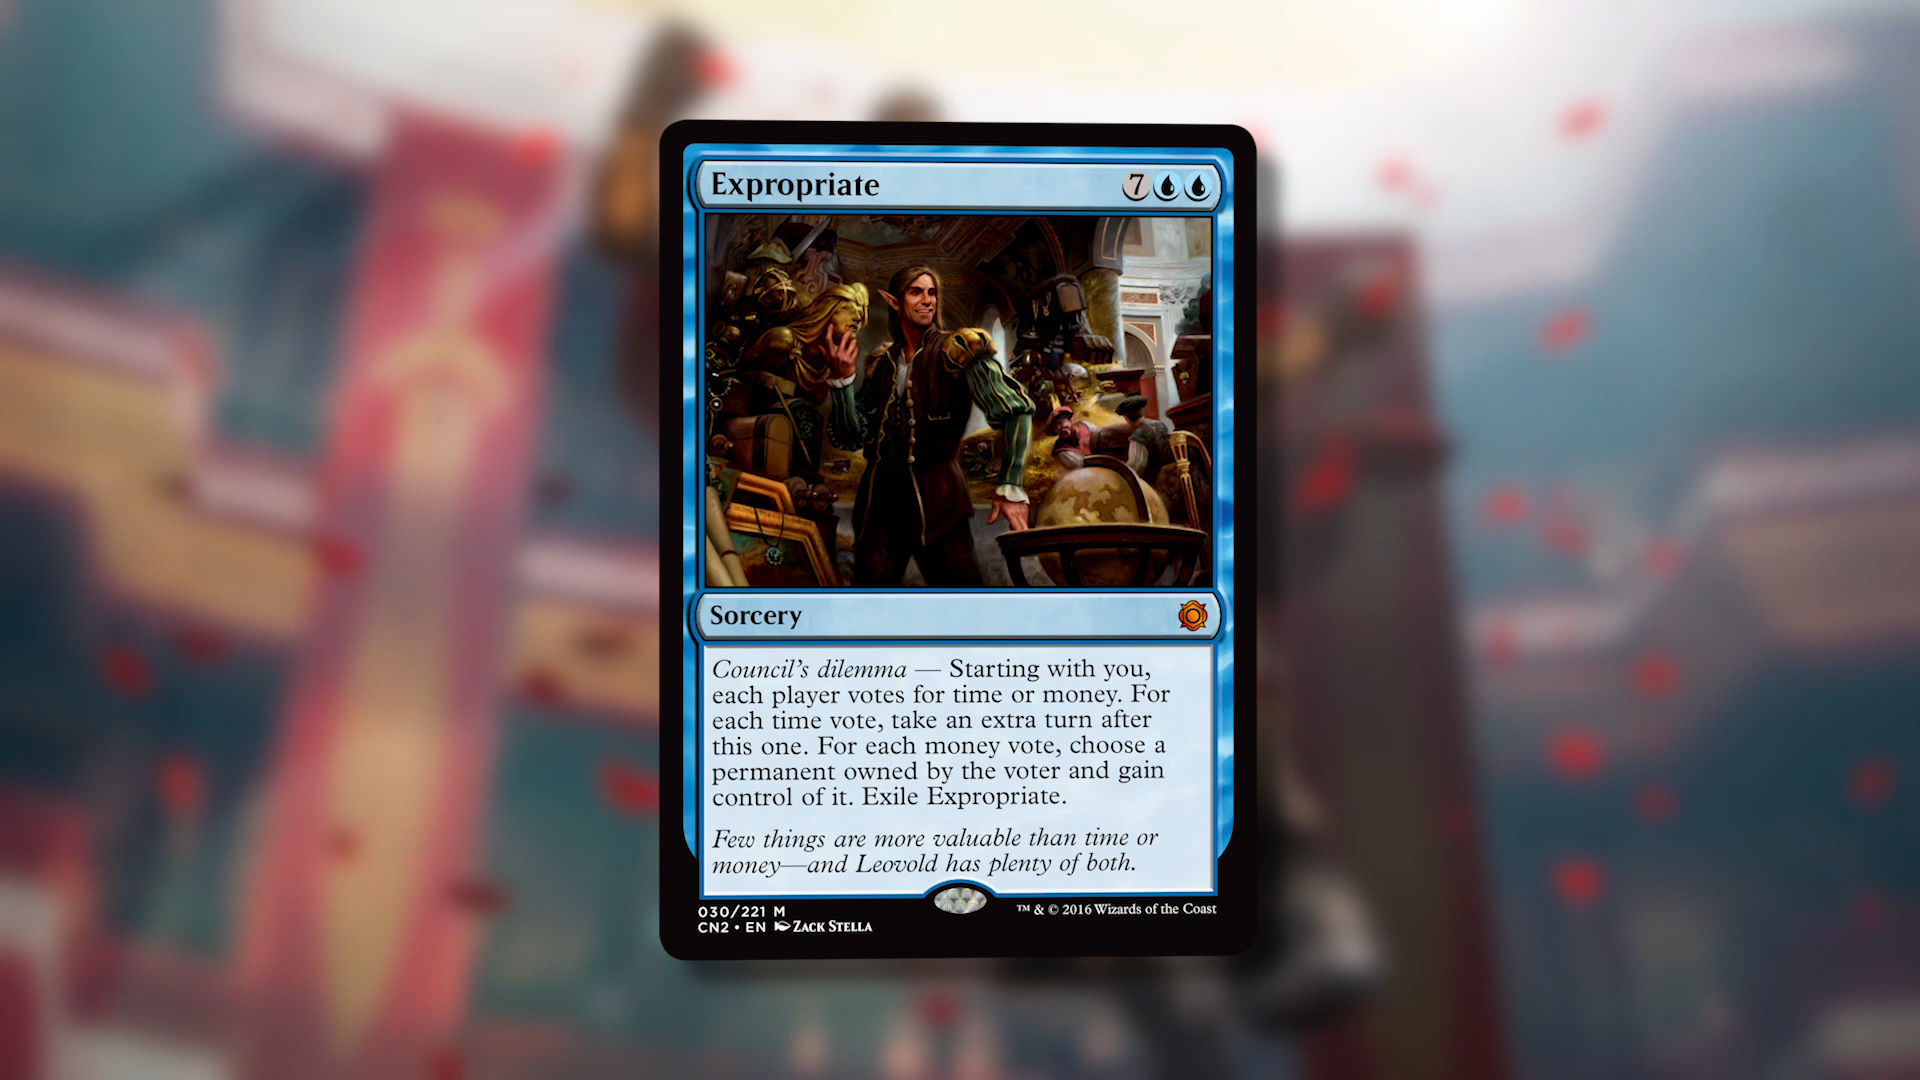 Expropriate 7
Sorcery
Council's dilemma — Starting with you,
each player votes for time or money. For
each time vote, take an extra turn after
this one. For each money vote, choose a
permanent owned by the voter and gain
control of it. Exile Expropriate.
Few things are more valuable than time or
money—and Leovold has plenty of both.
030/221 M
CN2 • EN Zack Stella
™ & © 2016 Wizards of the Coast